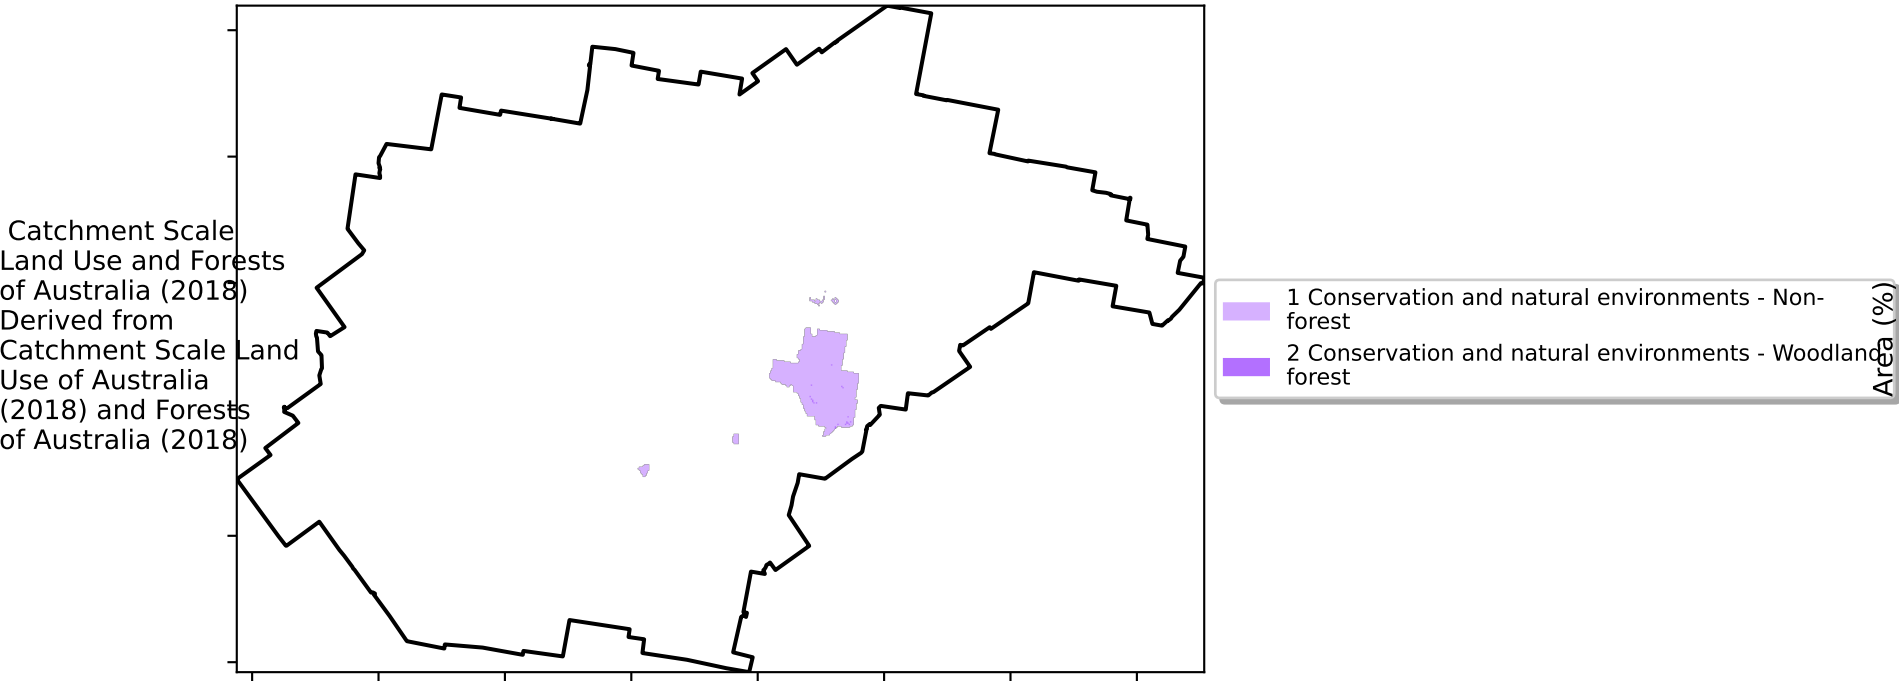 Catchment Scale
Land Use and Forests
of Australia (2018)
Derived from
Catchment Scale Land
Use of Australia
(2018) and Forests
of Australia (2018)
1 Conservation and natural environments - Non-
forest
2 Conservation and natural environments - Woodland
forest
Area (%)